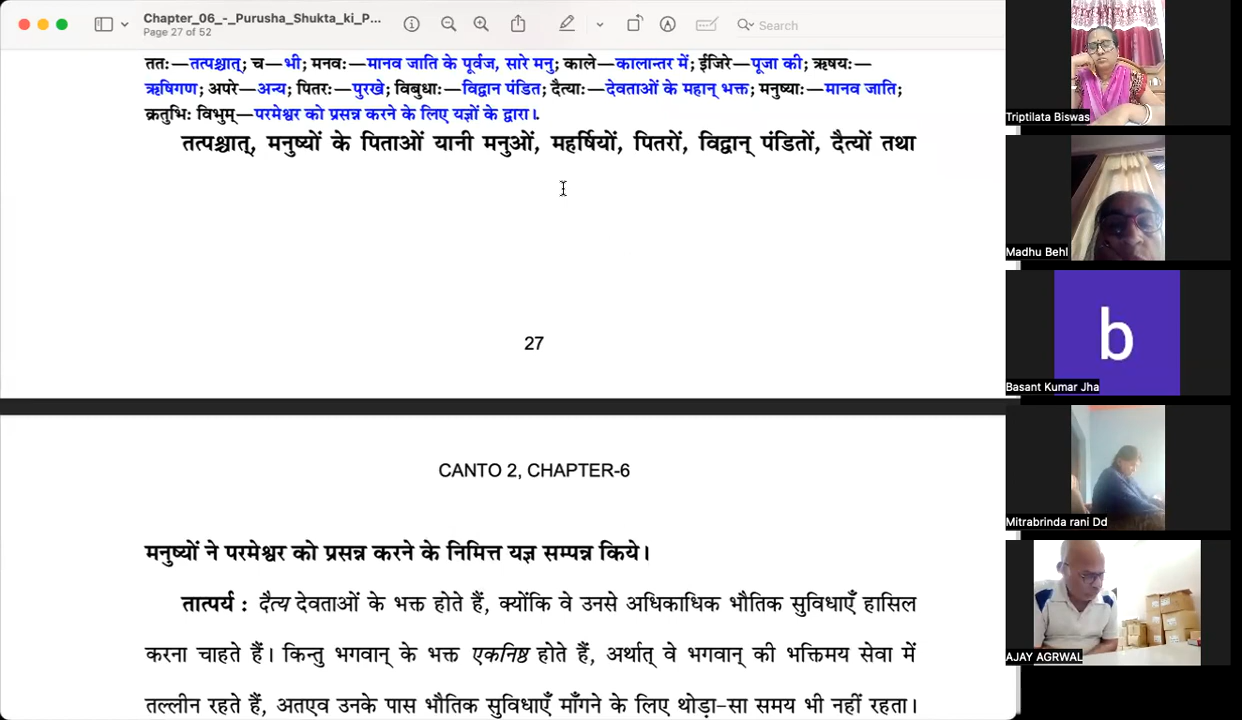 Chapter_06_-_Purusha_Shukta_ki_P...
Page 27 of 52
Search
ततः—तत्पश्चात्; च—भी; मनवः—मानव जाति के पूर्वज, सारे मनु; काले—कालान्तर में; ईजिरे—पूजा की; ऋषयः—
ऋषिगण; अपरे—अन्य; पितरः—पुरखे; विबुधाः—विद्वान पंडित; दैत्याः—देवताओं के महान् भक्त; मनुष्याः—मानव जाति;
क्रतुभिः विभुम्—परमेश्वर को प्रसन्न करने के लिए यज्ञों के द्वारा।.
तत्पश्चात्, मनुष्यों के पिताओं यानी मनुओं, महर्षियों, पितरों, विद्वान् पंडितों, दैत्यों तथा
27
CANTO 2, CHAPTER-6
मनुष्यों ने परमेश्वर को प्रसन्न करने के निमित्त यज्ञ सम्पन्न किये।
तात्पर्य : दैत्य देवताओं के भक्त होते हैं, क्योंकि वे उनसे अधिकाधिक भौतिक सुविधाएँ हासिल
करना चाहते हैं। किन्तु भगवान् के भक्त एकनिष्ठ होते हैं, अर्थात् वे भगवान् की भक्तिमय सेवा में
तल्लीन रहते हैं, अतएव उनके पास भौतिक सुविधाएँ माँगने के लिए थोड़ा-सा समय भी नहीं रहता।
Triptilata Biswas
Madhu Behl
b
Basant Kumar Jha
Mitrabrinda rani Dd
AJAY AGRWAL